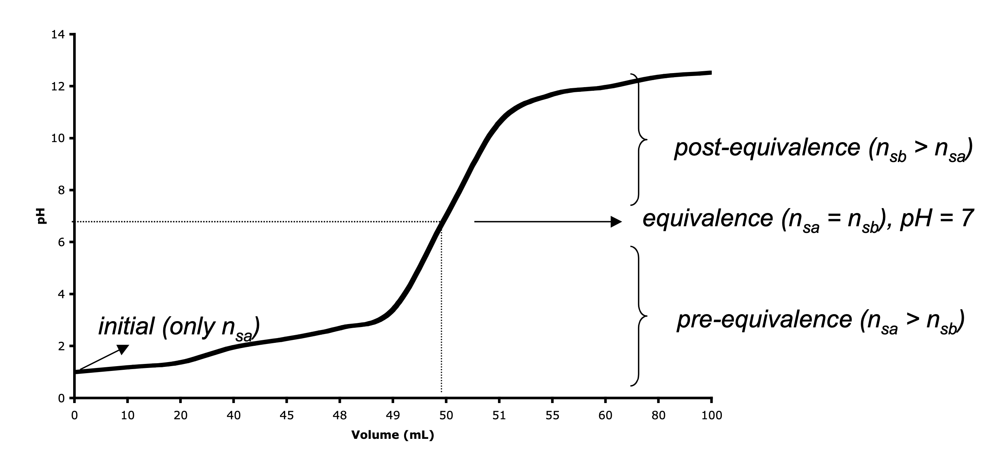 14
12
post-equivalence (nsb > nsa)
10
8
pH
equivalence (nsa = nsb), pH = 7
6
4
initial (only nsa)
pre-equivalence (nsa > nsb)
2
0
0 10 20 40 45 48 49 50 51 55 60 80 100
Volume (mL)